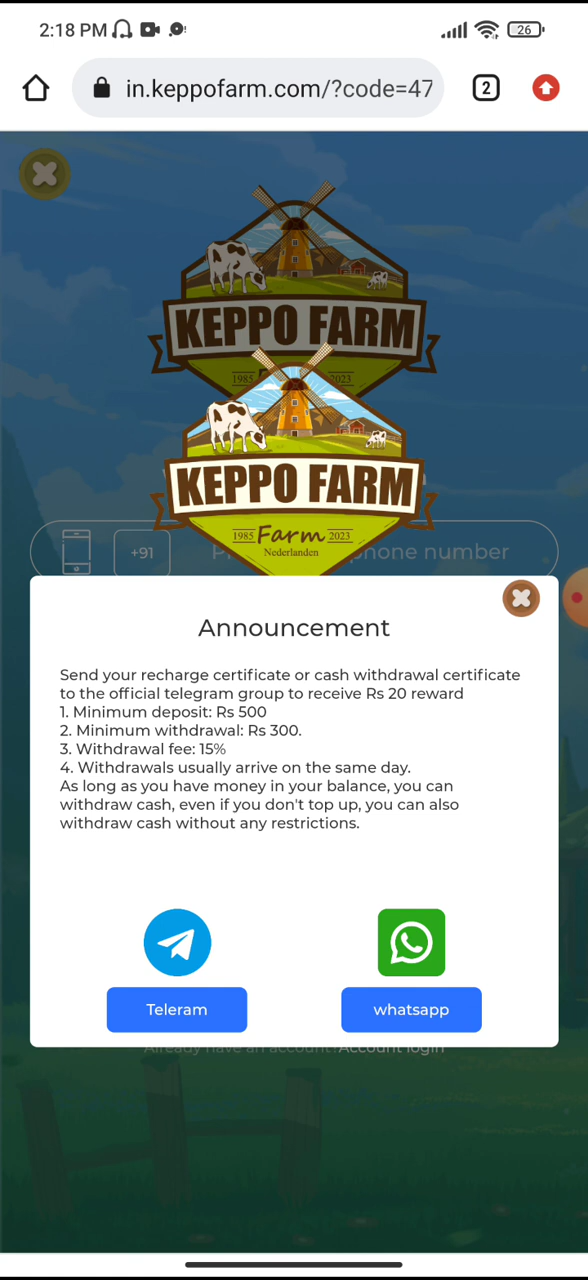 2:18 PM
26
in.keppofarm.com/?code=47
2
KEPPO FARM
1985 2023
KEPPO FARM
1985 Farm 2023
Nederlanden
+91
phone number
Announcement
Send your recharge certificate or cash withdrawal certificate
to the official telegram group to receive Rs 20 reward
1. Minimum deposit: Rs 500
2. Minimum withdrawal: Rs 300.
3. Withdrawal fee: 15%
4. Withdrawals usually arrive on the same day.
As long as you have money in your balance, you can
withdraw cash, even if you don't top up, you can also
withdraw cash without any restrictions.
Teleram
whatsapp
Already have an account?Account login